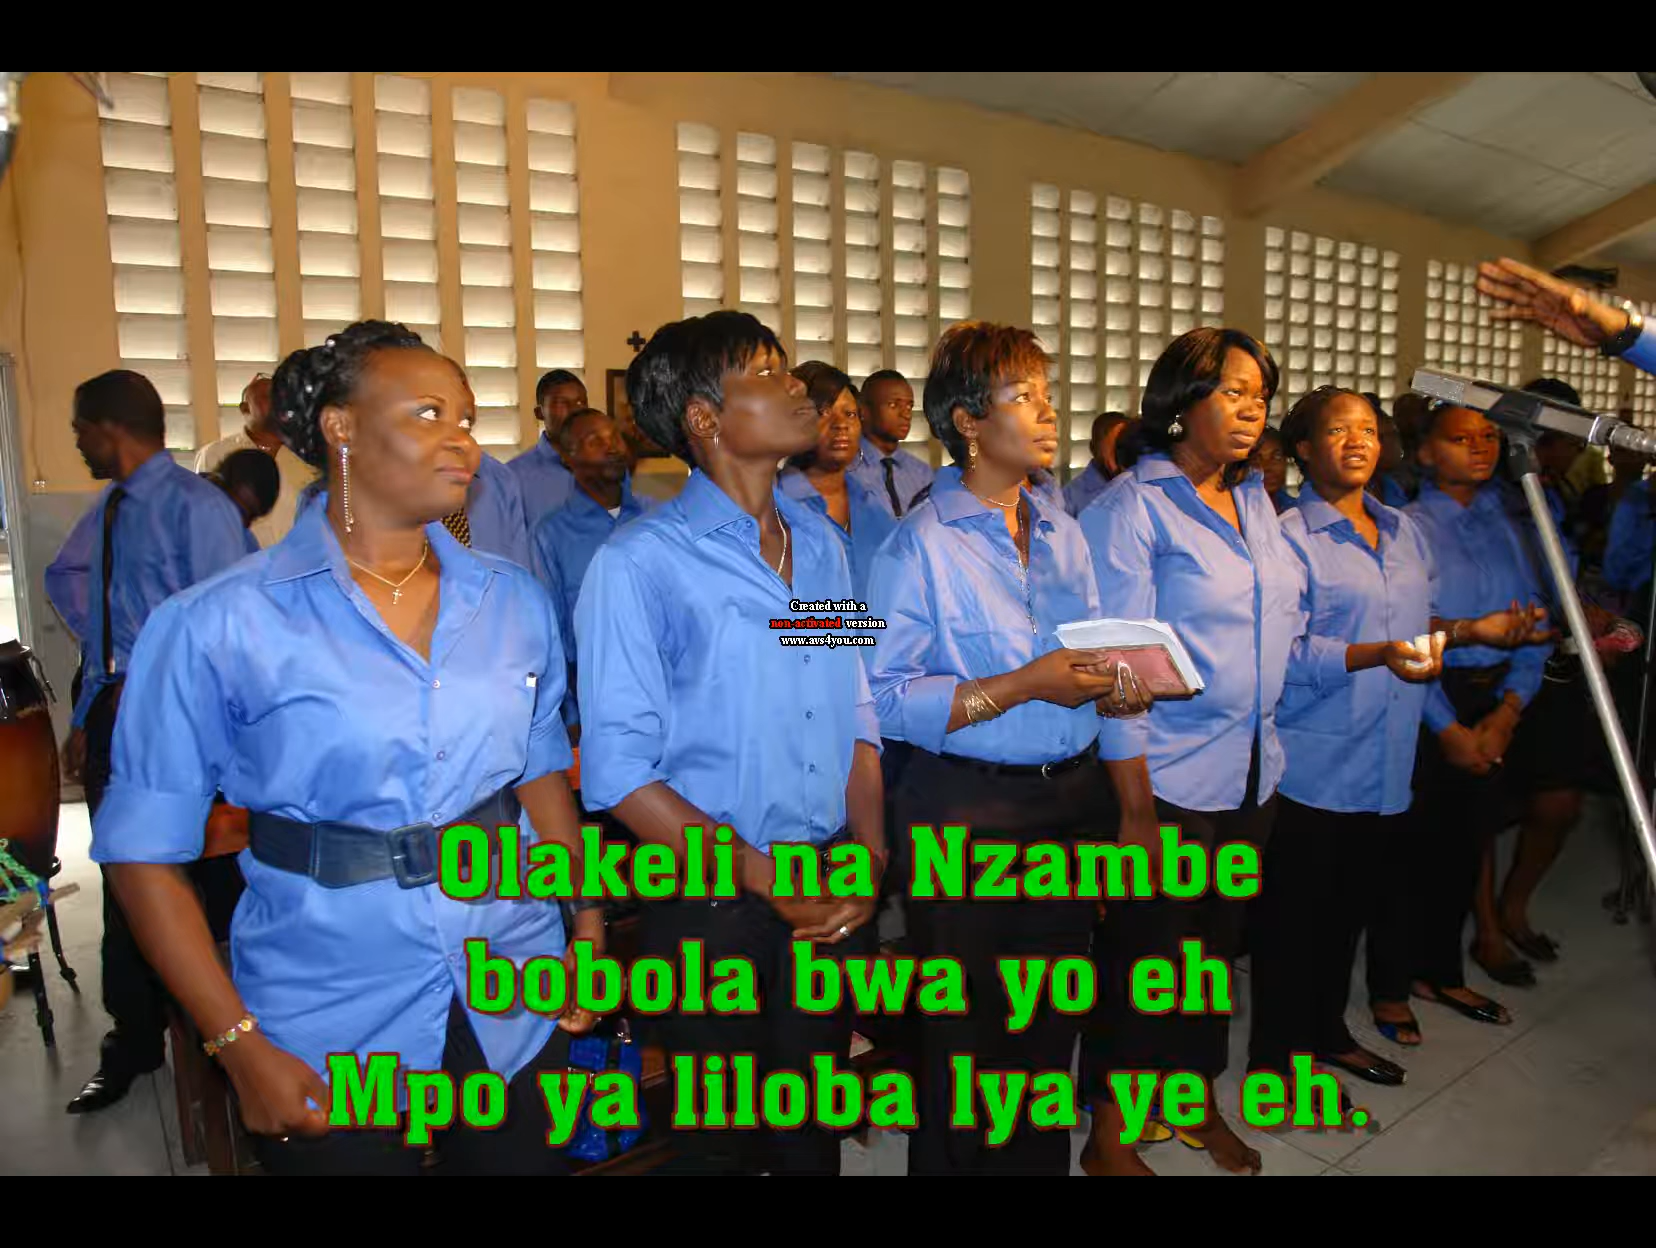 Created with a
non-activated version
www.avs4you.com
Olakeli na Nzambe
bobola bwa yo eh
Mpo ya liloba lya ye eh.